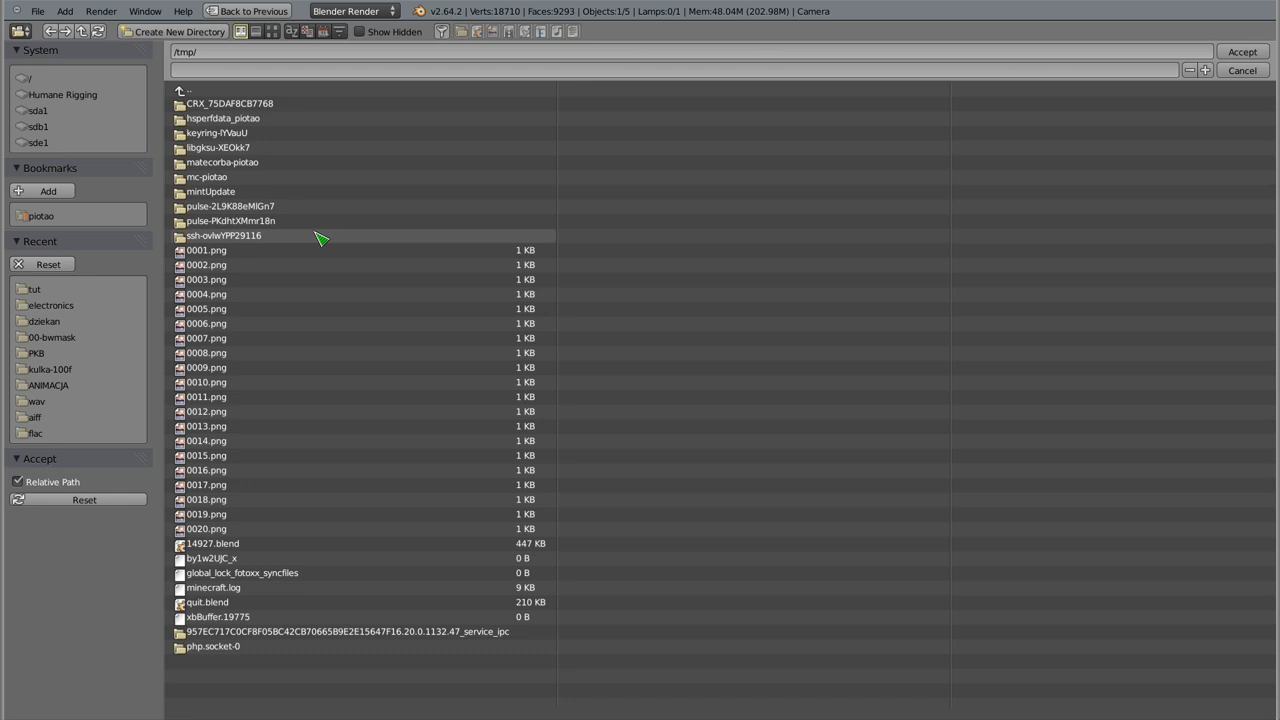 File Add Render Window Help Back to Previous Blender Render v2.64.2 | Verts:18710 | Faces:9293 | Objects:1/5 | Lamps:0/1 | Mem:48.04M (202.98M) | Camera
Create New Directory Show Hidden
System
/
Humane Rigging
sda1
sdb1
sde1
Bookmarks
Add
piotao
Recent
Reset
tut
electronics
dziekan
00-bwmask
PKB
kulka-100f
ANIMACJA
wav
aiff
flac
Accept
Relative Path
Reset
/tmp/ Accept
Cancel
..
CRX_75DAF8CB7768
hsperfdata_piotao
keyring-lYVauU
libgksu-XEOkk7
matecorba-piotao
mc-piotao
mintUpdate
pulse-2L9K88eMlGn7
pulse-PKdhtXMmr18n
ssh-ovlwYPP29116
0001.png 1 KB
0002.png 1 KB
0003.png 1 KB
0004.png 1 KB
0005.png 1 KB
0006.png 1 KB
0007.png 1 KB
0008.png 1 KB
0009.png 1 KB
0010.png 1 KB
0011.png 1 KB
0012.png 1 KB
0013.png 1 KB
0014.png 1 KB
0015.png 1 KB
0016.png 1 KB
0017.png 1 KB
0018.png 1 KB
0019.png 1 KB
0020.png 1 KB
14927.blend 447 KB
by1w2UJC_x 0 B
global_lock_fotoxx_syncfiles 0 B
minecraft.log 9 KB
quit.blend 210 KB
xbBuffer.19775 0 B
957EC717C0CF8F05BC42CB70665B9E2E15647F16.20.0.1132.47_service_ipc
php.socket-0